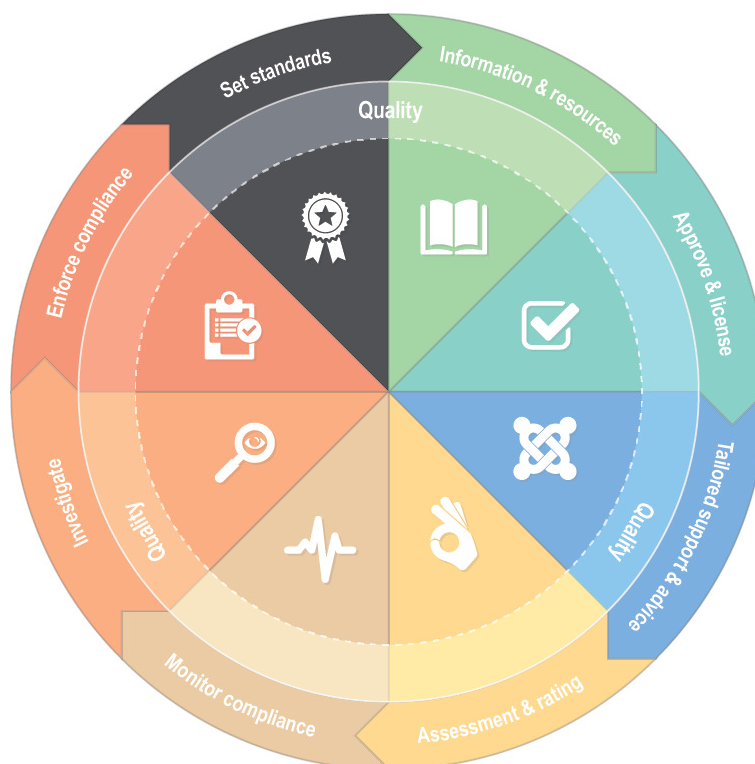 Set standards
Information & resources
Approve & license
Tailored support & advice
Assessment & rating
Monitor compliance
Investigate
Enforce compliance
Quality
Quality
Quality